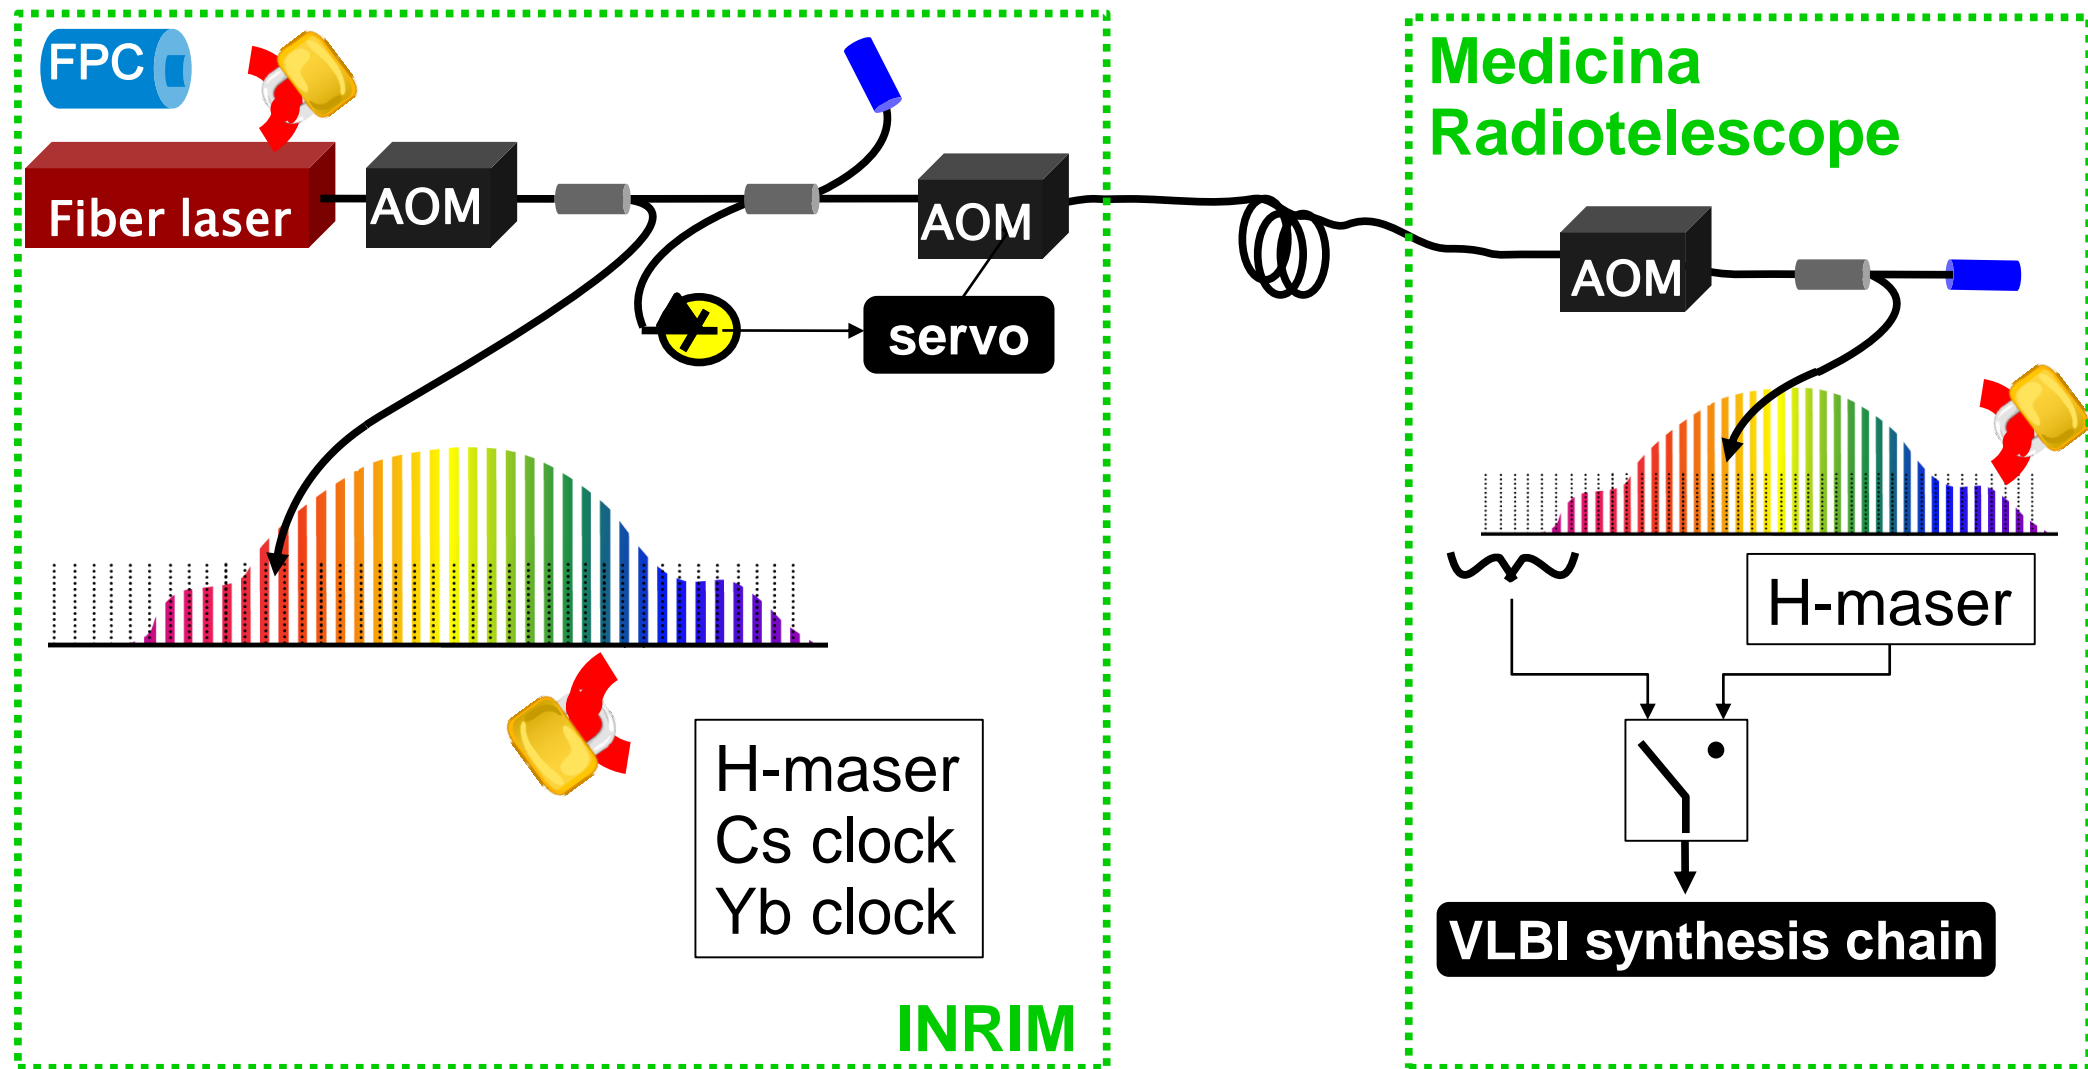 FPC
Fiber laser
AOM
AOM
servo
H-maser
Cs clock
Yb clock
INRIM
Medicina
Radiotelescope
AOM
H-maser
VLBI synthesis chain